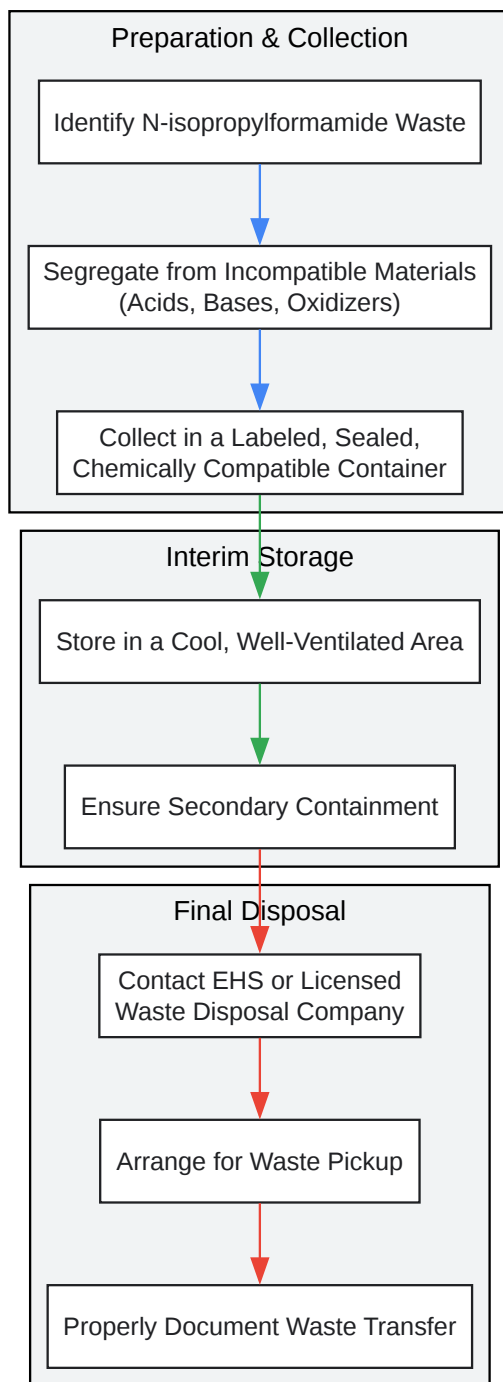 Preparation & Collection
Identify N-isopropylformamide Waste
Segregate from Incompatible Materials
(Acids, Bases, Oxidizers)
Collect in a Labeled, Sealed,
Chemically Compatible Container
Interim Storage
Store in a Cool, Well-Ventilated Area
Ensure Secondary Containment
Final Disposal
Contact EHS or Licensed
Waste Disposal Company
Arrange for Waste Pickup
Properly Document Waste Transfer